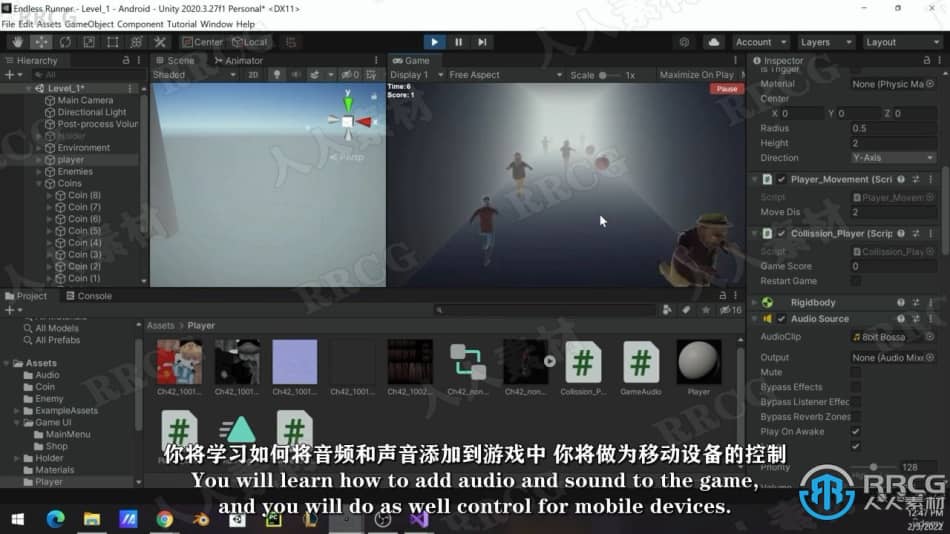 Endless Runner - Level_1 - Android - Unity 2020.3.27f1 Personal* <DX11>
File Edit Assets GameObject Component Tutorial Window Help
Center Local Account Layers Layout
Hierarchy Scene Animator Game Inspector
All Shaded 2D 0 Display 1 Free Aspect Scale 1x Maximize On Play
Is Trigger
Level_1*
Main Camera
Directional Light
Post-process Volur
Holder
Environment
player
Enemies
Coins
Coin (8)
Coin (7)
Coin (6)
Coin (5)
Coin (4)
Coin (3)
Coin (2)
Coin (1)
y
Persp
Time:6
Score: 1
Pause
Material None (Physic Ma
Center
X 0 Y 0 Z 0
Radius 0.5
Height 2
Direction Y-Axis
Player_Movement (Scri
Script Player_Movem
Move Dis 2
Collission_Player (Scrip
Script Collission_Play
Game Score 0
Restart Game
Rigidbody
Audio Source
AudioClip 8bit Bossa
Output None (Audio Mixe
Mute
Bypass Effects
Bypass Listener Effec
Bypass Reverb Zones
Play On Awake
Priority 128
Volume
Project Console
16
All Models
All Prefabs
Assets
Audio
Coin
Enemy
ExampleAssets
Game UI
MainMenu
Shop
Holder
Materials
Player
Assets > Player
Ch42_1001... Ch42_1001... Ch42_1001... Ch42_1001... Ch42_1002... Ch42_non... Ch42_non... Collission_P... GameAudio Player
你将学习如何将音频和声音添加到游戏中 你将做为移动设备的控制
You will learn how to add audio and sound to the game,
and you will do as well control for mobile devices.
RRCG
人人素材
12:47 PM
2/3/2022